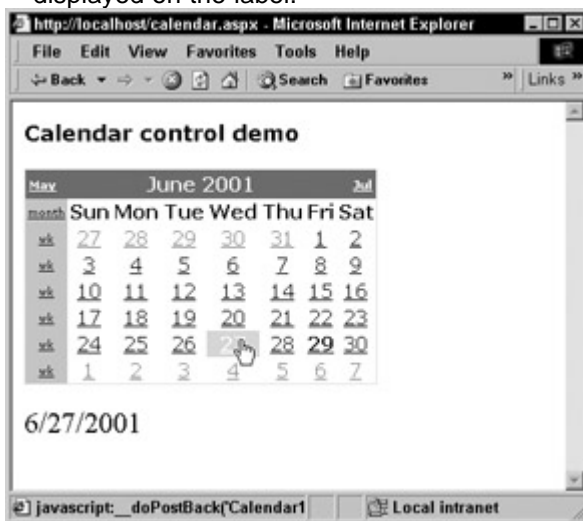 displayed on the label.
http://localhost/calendar.aspx - Microsoft Internet Explorer
File Edit View Favorites Tools Help
Back Search Favorites » Links »
Calendar control demo
May June 2001 Jul
month Sun Mon Tue Wed Thu Fri Sat
wk 27 28 29 30 31 1 2
wk 3 4 5 6 7 8 9
wk 10 11 12 13 14 15 16
wk 17 18 19 20 21 22 23
wk 24 25 26 28 29 30
wk 1 2 3 4 5 6 7
6/27/2001
javascript:__doPostBack('Calendar1 Local intranet